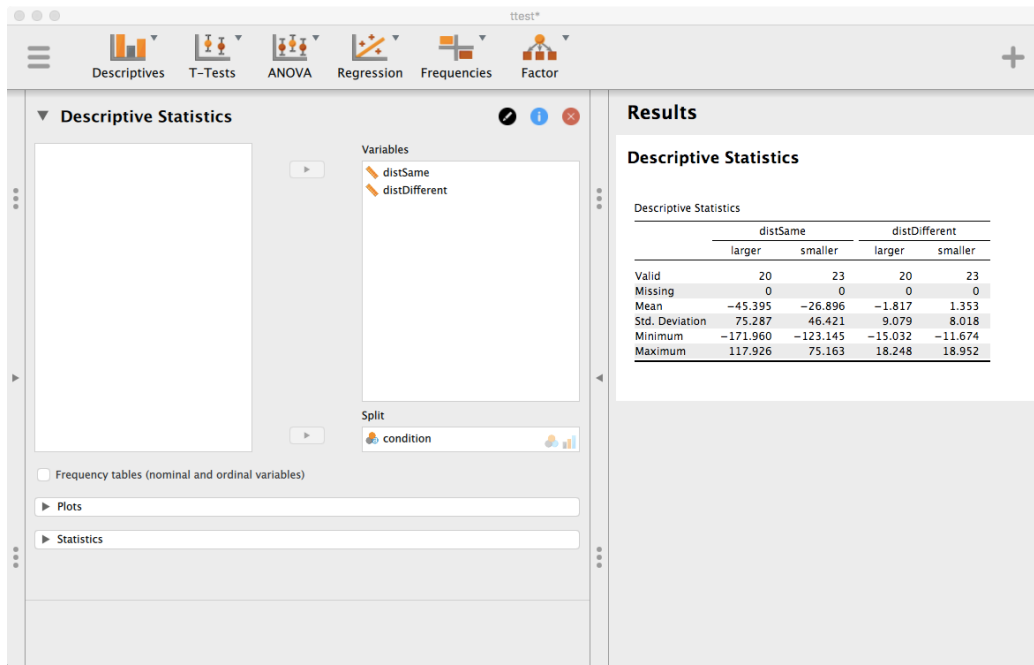 ttest*
Descriptives T-Tests ANOVA Regression Frequencies Factor
Descriptive Statistics
Variables
distSame
distDifferent
Split
condition
Frequency tables (nominal and ordinal variables)
Plots
Statistics
Results
Descriptive Statistics
Descriptive Statistics
distSame distDifferent
larger smaller larger smaller
Valid 20 23 20 23
Missing 0 0 0 0
Mean −45.395 −26.896 −1.817 1.353
Std. Deviation 75.287 46.421 9.079 8.018
Minimum −171.960 −123.145 −15.032 −11.674
Maximum 117.926 75.163 18.248 18.952